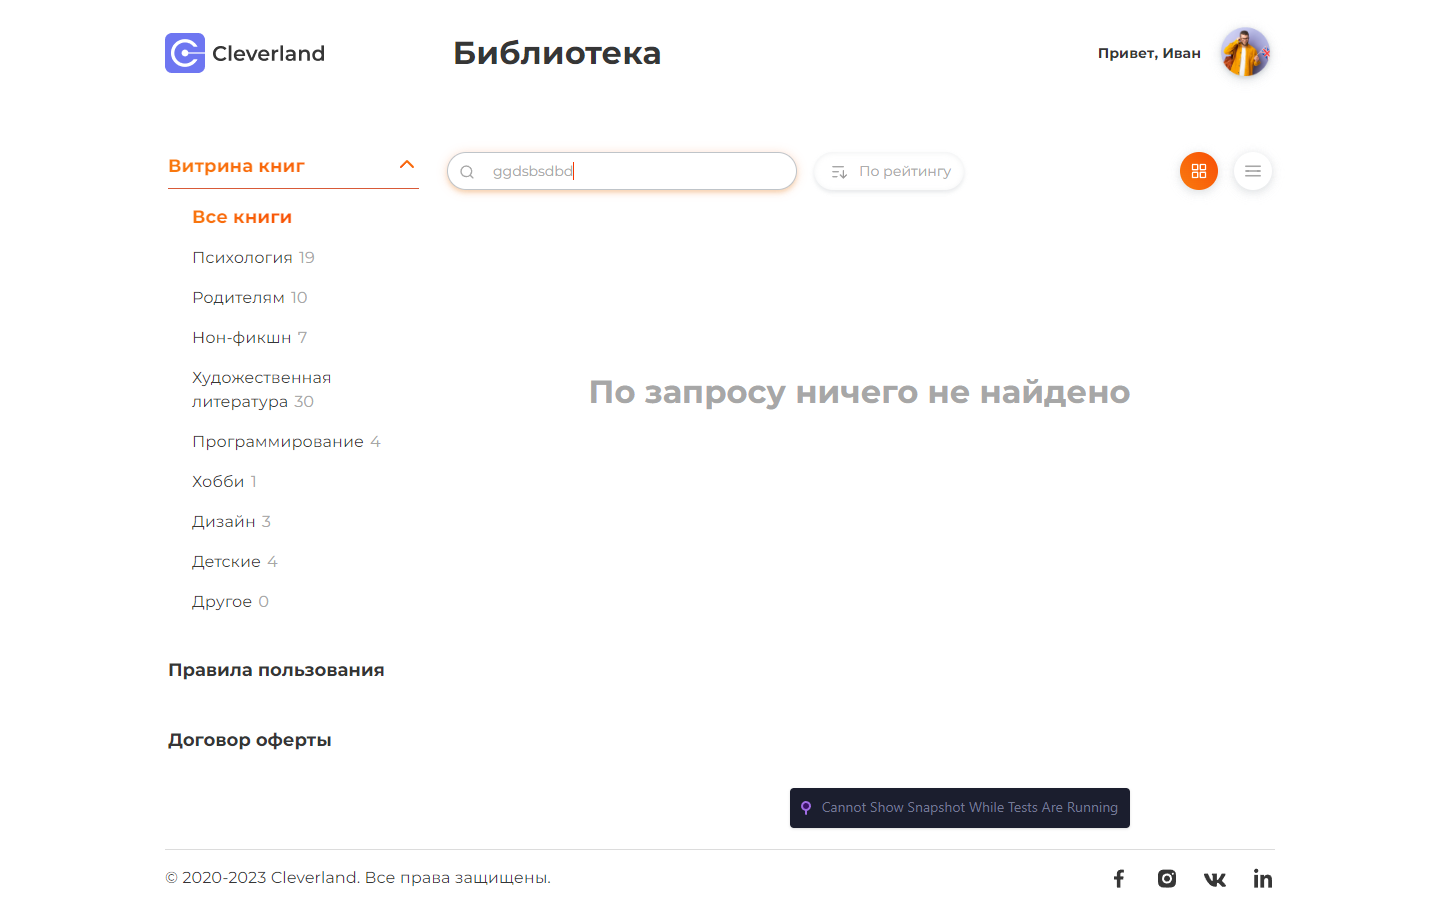 Cleverland
Библиотека
Привет, Иван
Витрина книг
ggdsbsdbd
По рейтингу
Все книги
Психология 19
Родителям 10
Нон-фикшн 7
Художественная
литература 30
Программирование 4
Хобби 1
Дизайн 3
Детские 4
Другое 0
По запросу ничего не найдено
Правила пользования
Договор оферты
Cannot Show Snapshot While Tests Are Running
© 2020-2023 Cleverland. Все права защищены.